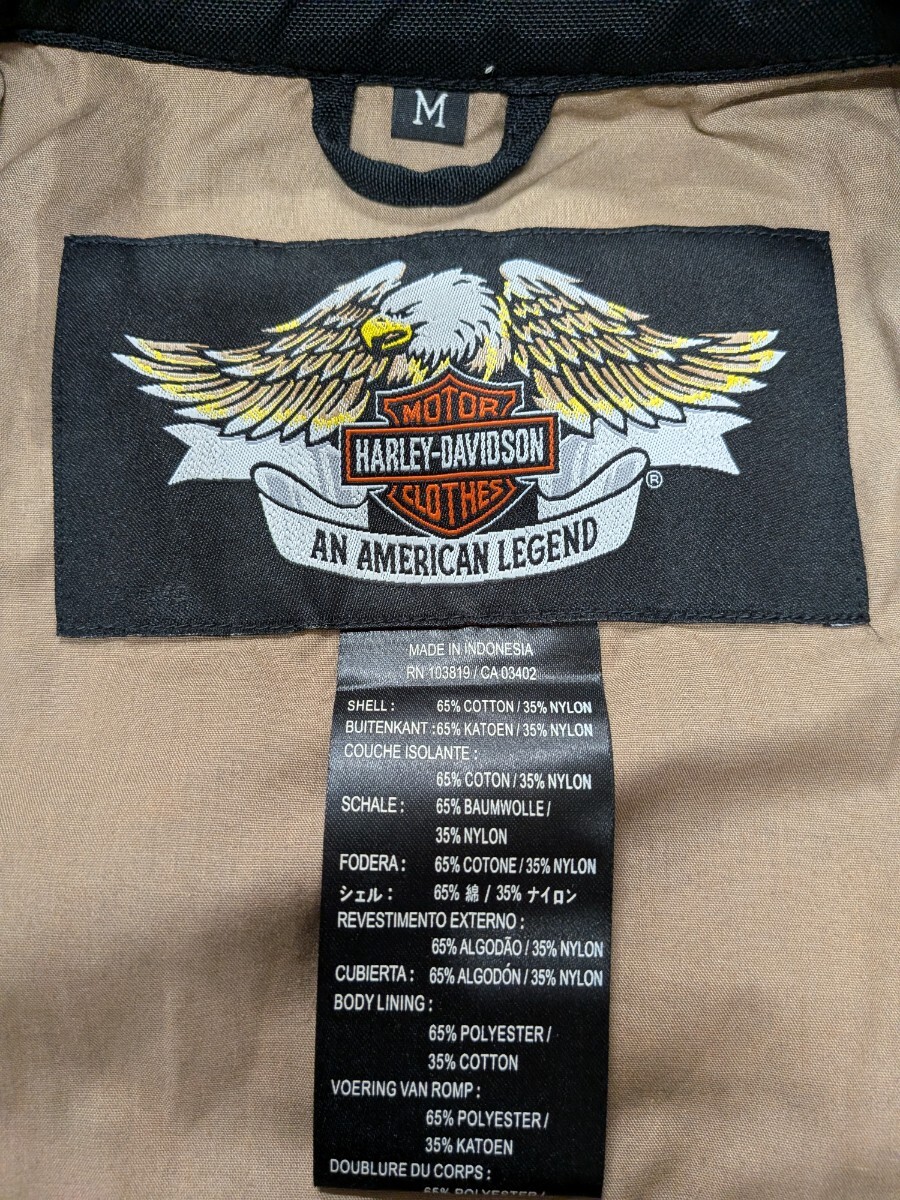 M
MOTOR
HARLEY-DAVIDSON
CLOTHES
®
AN AMERICAN LEGEND
MADE IN INDONESIA
RN 103819 / CA 03402
SHELL : 65% COTTON / 35% NYLON
BUITENKANT : 65% KATOEN / 35% NYLON
COUCHE ISOLANTE :
65% COTON / 35% NYLON
SCHALE : 65% BAUMWOLLE /
35% NYLON
FODERA : 65% COTONE / 35% NYLON
シェル : 65% 綿 / 35% ナイロン
REVESTIMENTO EXTERNO :
65% ALGODÃO / 35% NYLON
CUBIERTA : 65% ALGODÓN / 35% NYLON
BODY LINING :
65% POLYESTER /
35% COTTON
VOERING VAN ROMP :
65% POLYESTER /
35% KATOEN
DOUBLURE DU CORPS :
65% POLYESTER /